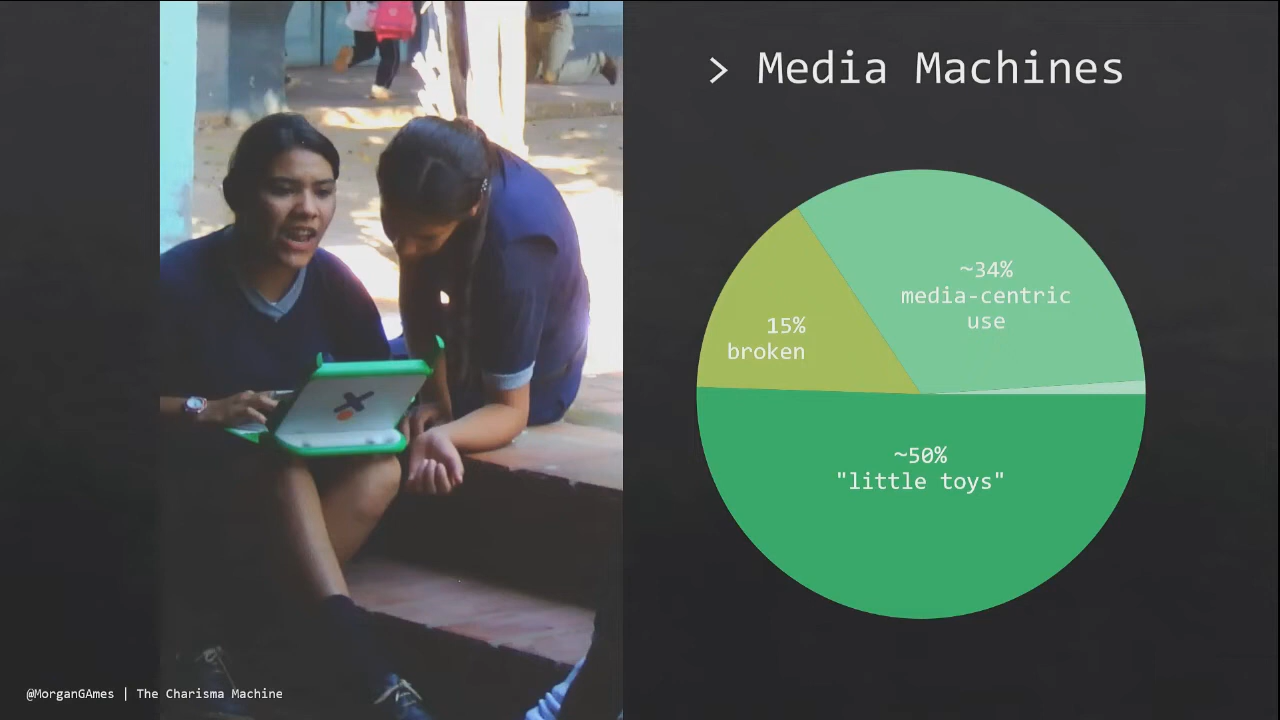 > Media Machines
~34%
media-centric
use
15%
broken
~50%
"little toys"
@MorganGAmes | The Charisma Machine